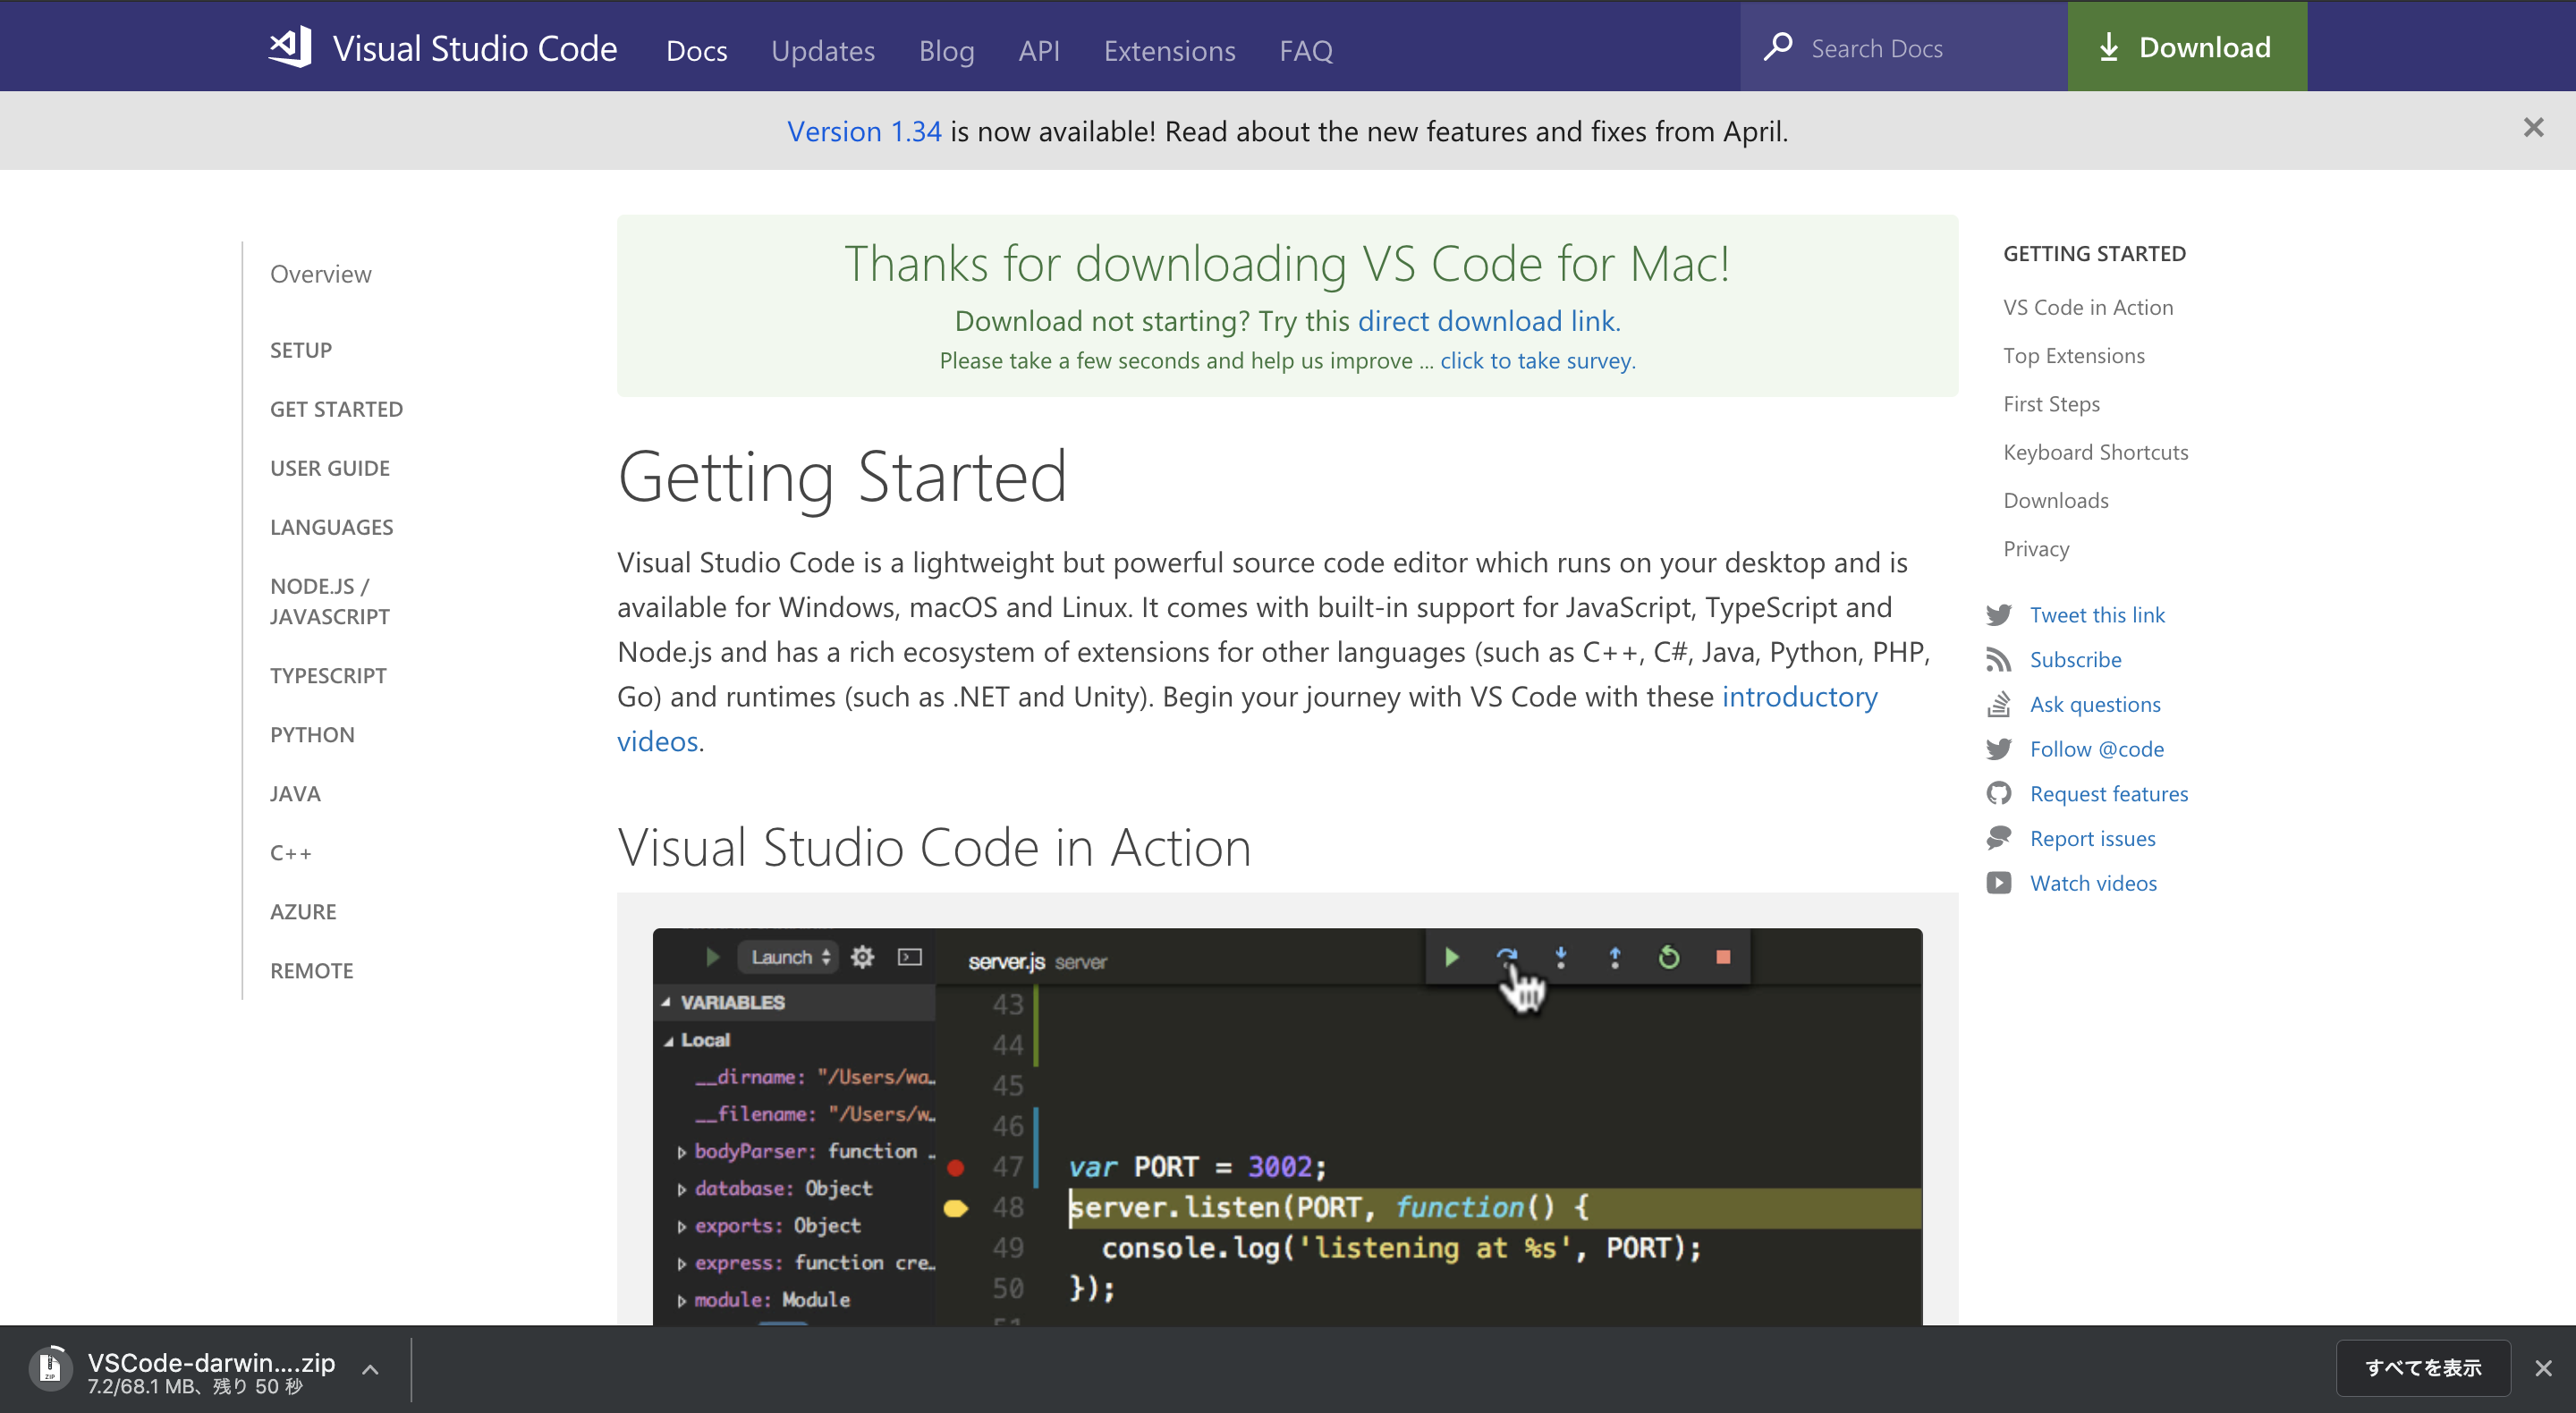 Visual Studio Code
Docs
Updates
Blog
API
Extensions
FAQ
Search Docs
Download
Version 1.34 is now available! Read about the new features and fixes from April.
Overview
SETUP
GET STARTED
USER GUIDE
LANGUAGES
NODE.JS /
JAVASCRIPT
TYPESCRIPT
PYTHON
JAVA
C++
AZURE
REMOTE
Thanks for downloading VS Code for Mac!
Download not starting? Try this direct download link.
Please take a few seconds and help us improve ... click to take survey.
Getting Started
Visual Studio Code is a lightweight but powerful source code editor which runs on your desktop and is
available for Windows, macOS and Linux. It comes with built-in support for JavaScript, TypeScript and
Node.js and has a rich ecosystem of extensions for other languages (such as C++, C#, Java, Python, PHP,
Go) and runtimes (such as .NET and Unity). Begin your journey with VS Code with these introductory
videos.
Visual Studio Code in Action
Launch
VARIABLES
Local
__dirname: "/Users/wa…
__filename: "/Users/w…
bodyParser: function …
database: Object
exports: Object
express: function cre…
module: Module
server.js server
43
44
45
46
47 var PORT = 3002;
48 server.listen(PORT, function() {
49 console.log('listening at %s', PORT);
50 });
51
GETTING STARTED
VS Code in Action
Top Extensions
First Steps
Keyboard Shortcuts
Downloads
Privacy
Tweet this link
Subscribe
Ask questions
Follow @code
Request features
Report issues
Watch videos
ZIP
VSCode-darwin....zip
7.2/68.1 MB、残り 50 秒
すべてを表示